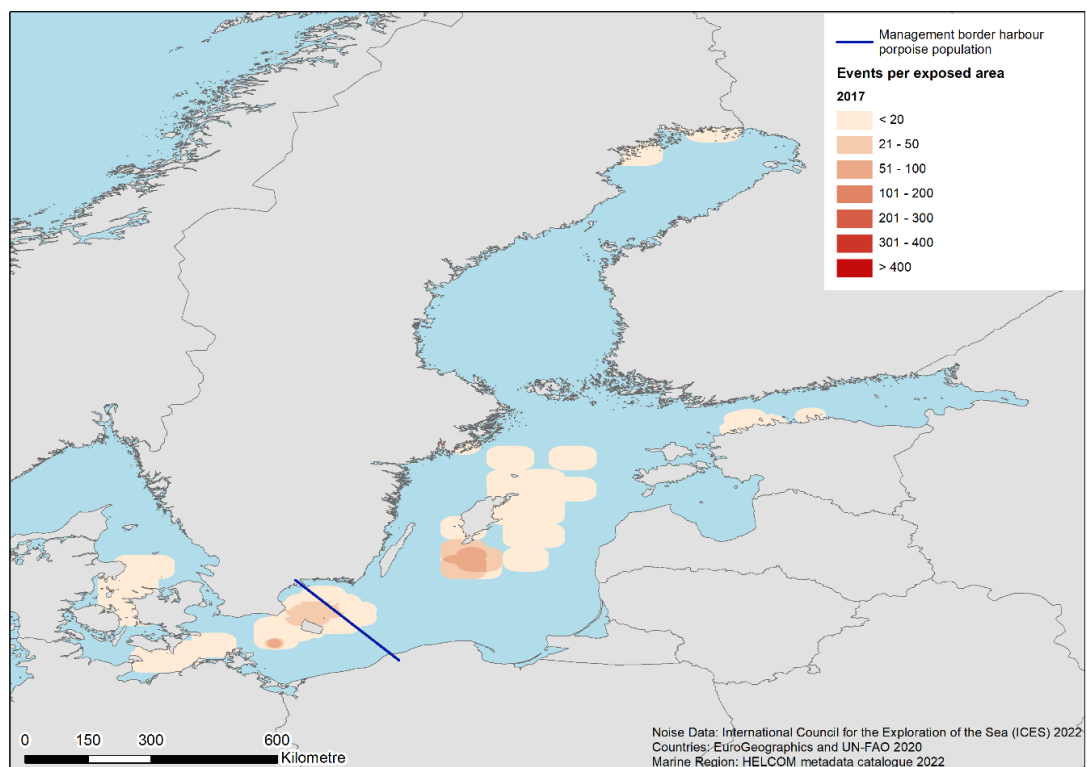 Management border harbour
porpoise population
Events per exposed area
2017
< 20
21 - 50
51 - 100
101 - 200
201 - 300
301 - 400
> 400
0 150 300 600
Kilometre
Noise Data: International Council for the Exploration of the Sea (ICES) 2022
Countries: EuroGeographics and UN-FAO 2020
Marine Region: HELCOM metadata catalogue 2022